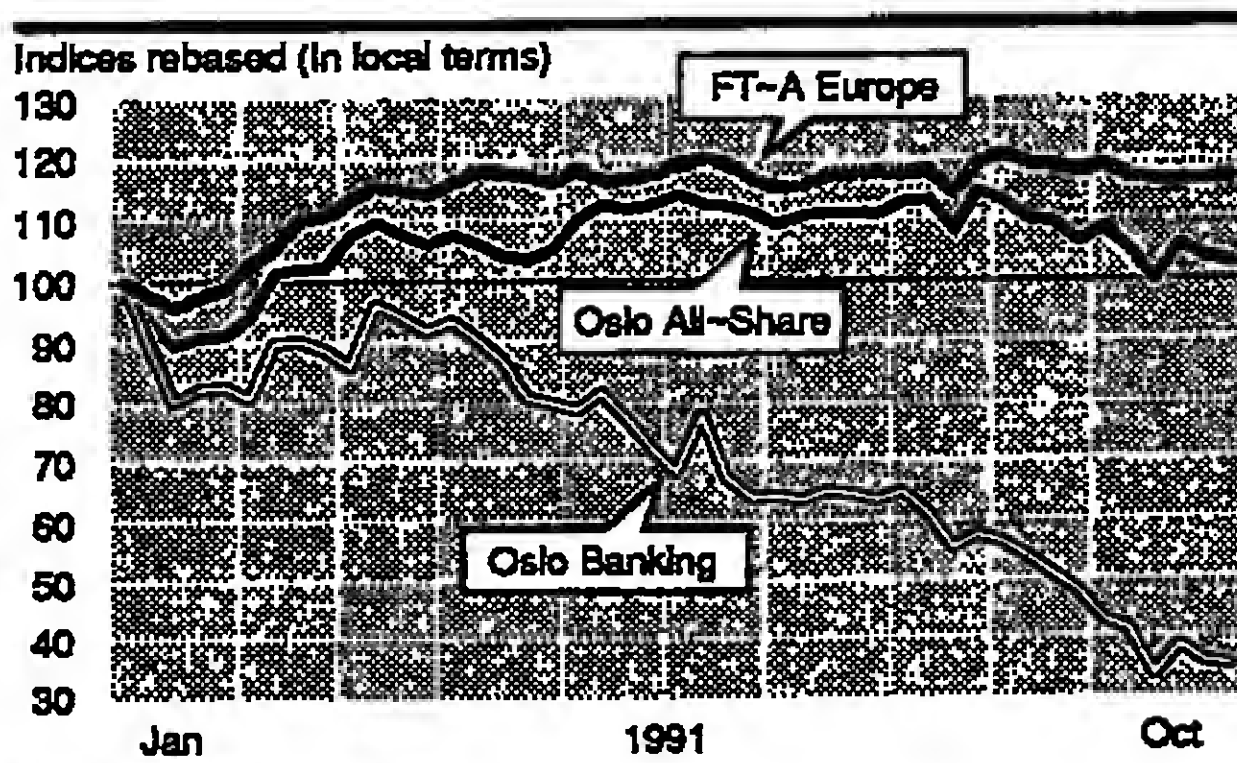 Indices rebased (in local terms)
130
FT-A Europe
120
110
100
Oslo All-Share
90
80
70
60
Oslo Banking
50
40
30
Jan
1991
Oct